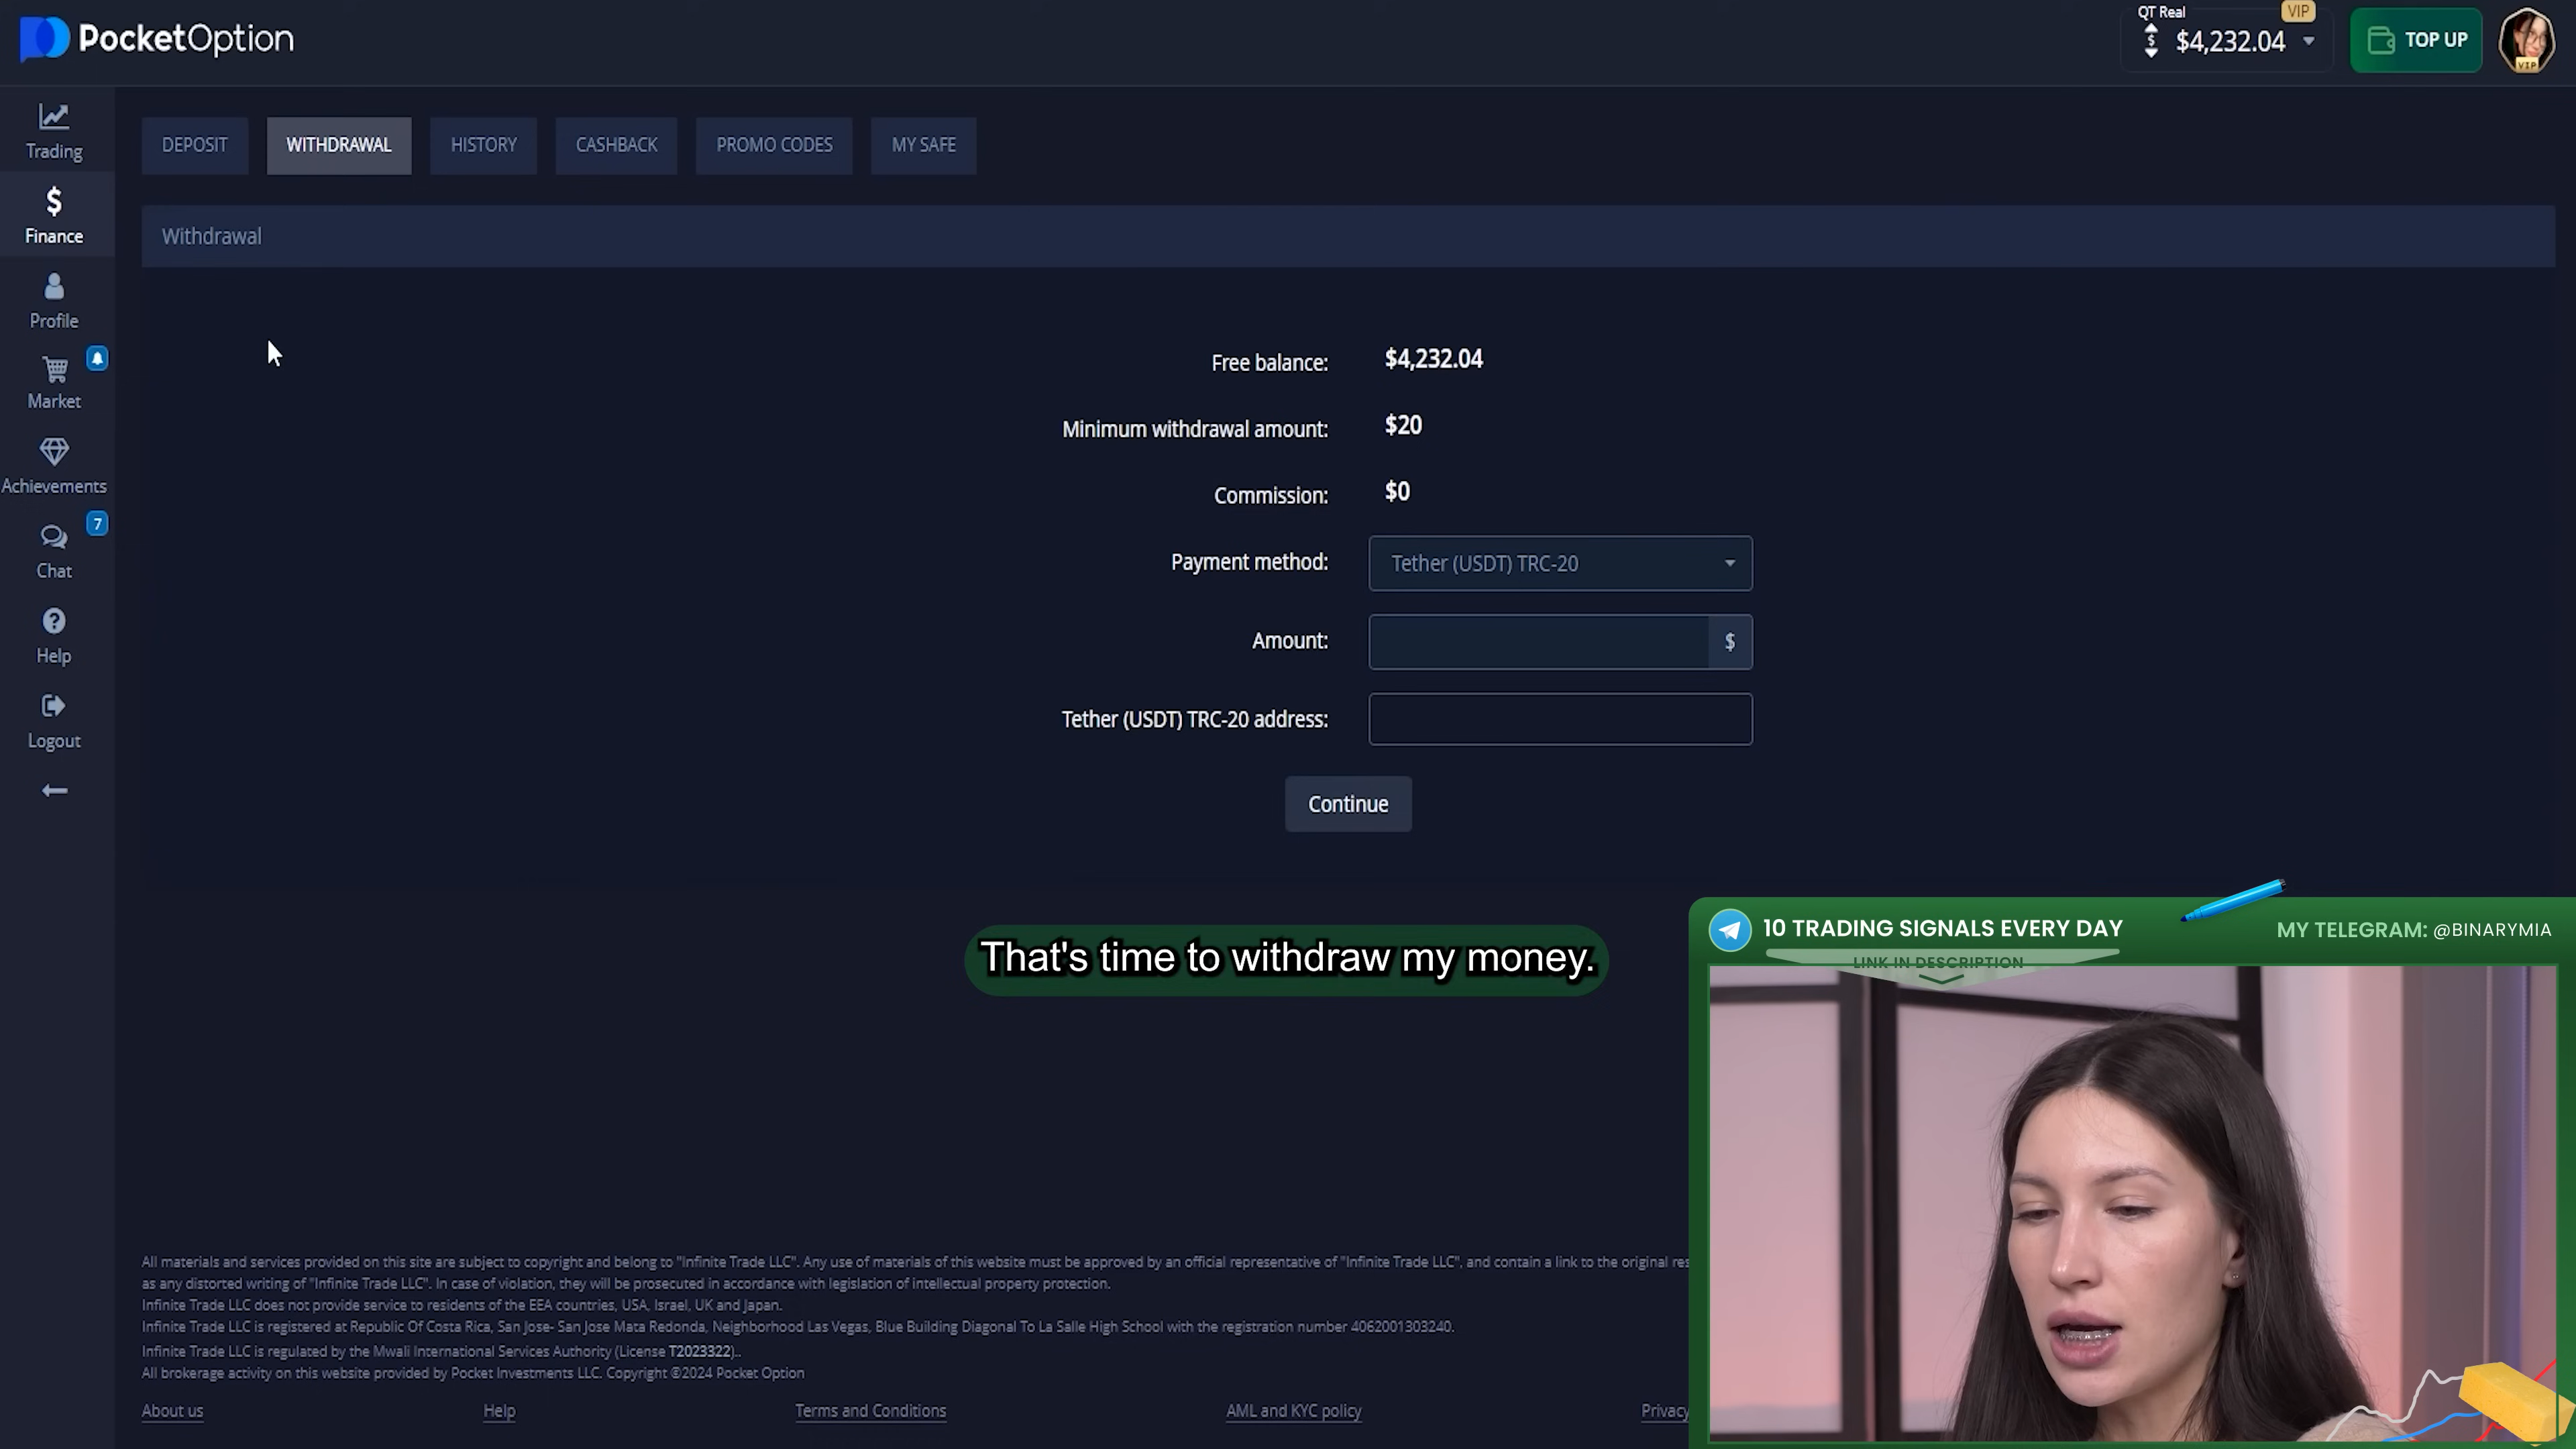 PocketOption
QT Real
VIP
$4,232.04
TOP UP
VIP
Trading
Finance
Profile
Market
Achievements
7
Chat
Help
Logout
DEPOSIT
WITHDRAWAL
HISTORY
CASHBACK
PROMO CODES
MY SAFE
Withdrawal
Free balance: $4,232.04
Minimum withdrawal amount: $20
Commission: $0
Payment method: Tether (USDT) TRC-20
Amount: $
Tether (USDT) TRC-20 address:
Continue
That's time to withdraw my money.
10 TRADING SIGNALS EVERY DAY
LINK IN DESCRIPTION
MY TELEGRAM: @BINARYMIA
All materials and services provided on this site are subject to copyright and belong to "Infinite Trade LLC". Any use of materials of this website must be approved by an official representative of "Infinite Trade LLC", and contain a link to the original res
as any distorted writing of "Infinite Trade LLC". In case of violation, they will be prosecuted in accordance with legislation of intellectual property protection.
Infinite Trade LLC does not provide service to residents of the EEA countries, USA, Israel, UK and Japan.
Infinite Trade LLC is registered at Republic Of Costa Rica, San Jose- San Jose Mata Redonda, Neighborhood Las Vegas, Blue Building Diagonal To La Salle High School with the registration number 4062001303240.
Infinite Trade LLC is regulated by the Mwali International Services Authority (License T2023322)..
All brokerage activity on this website provided by Pocket Investments LLC. Copyright ©2024 Pocket Option
About us
Help
Terms and Conditions
AML and KYC policy
Privacy